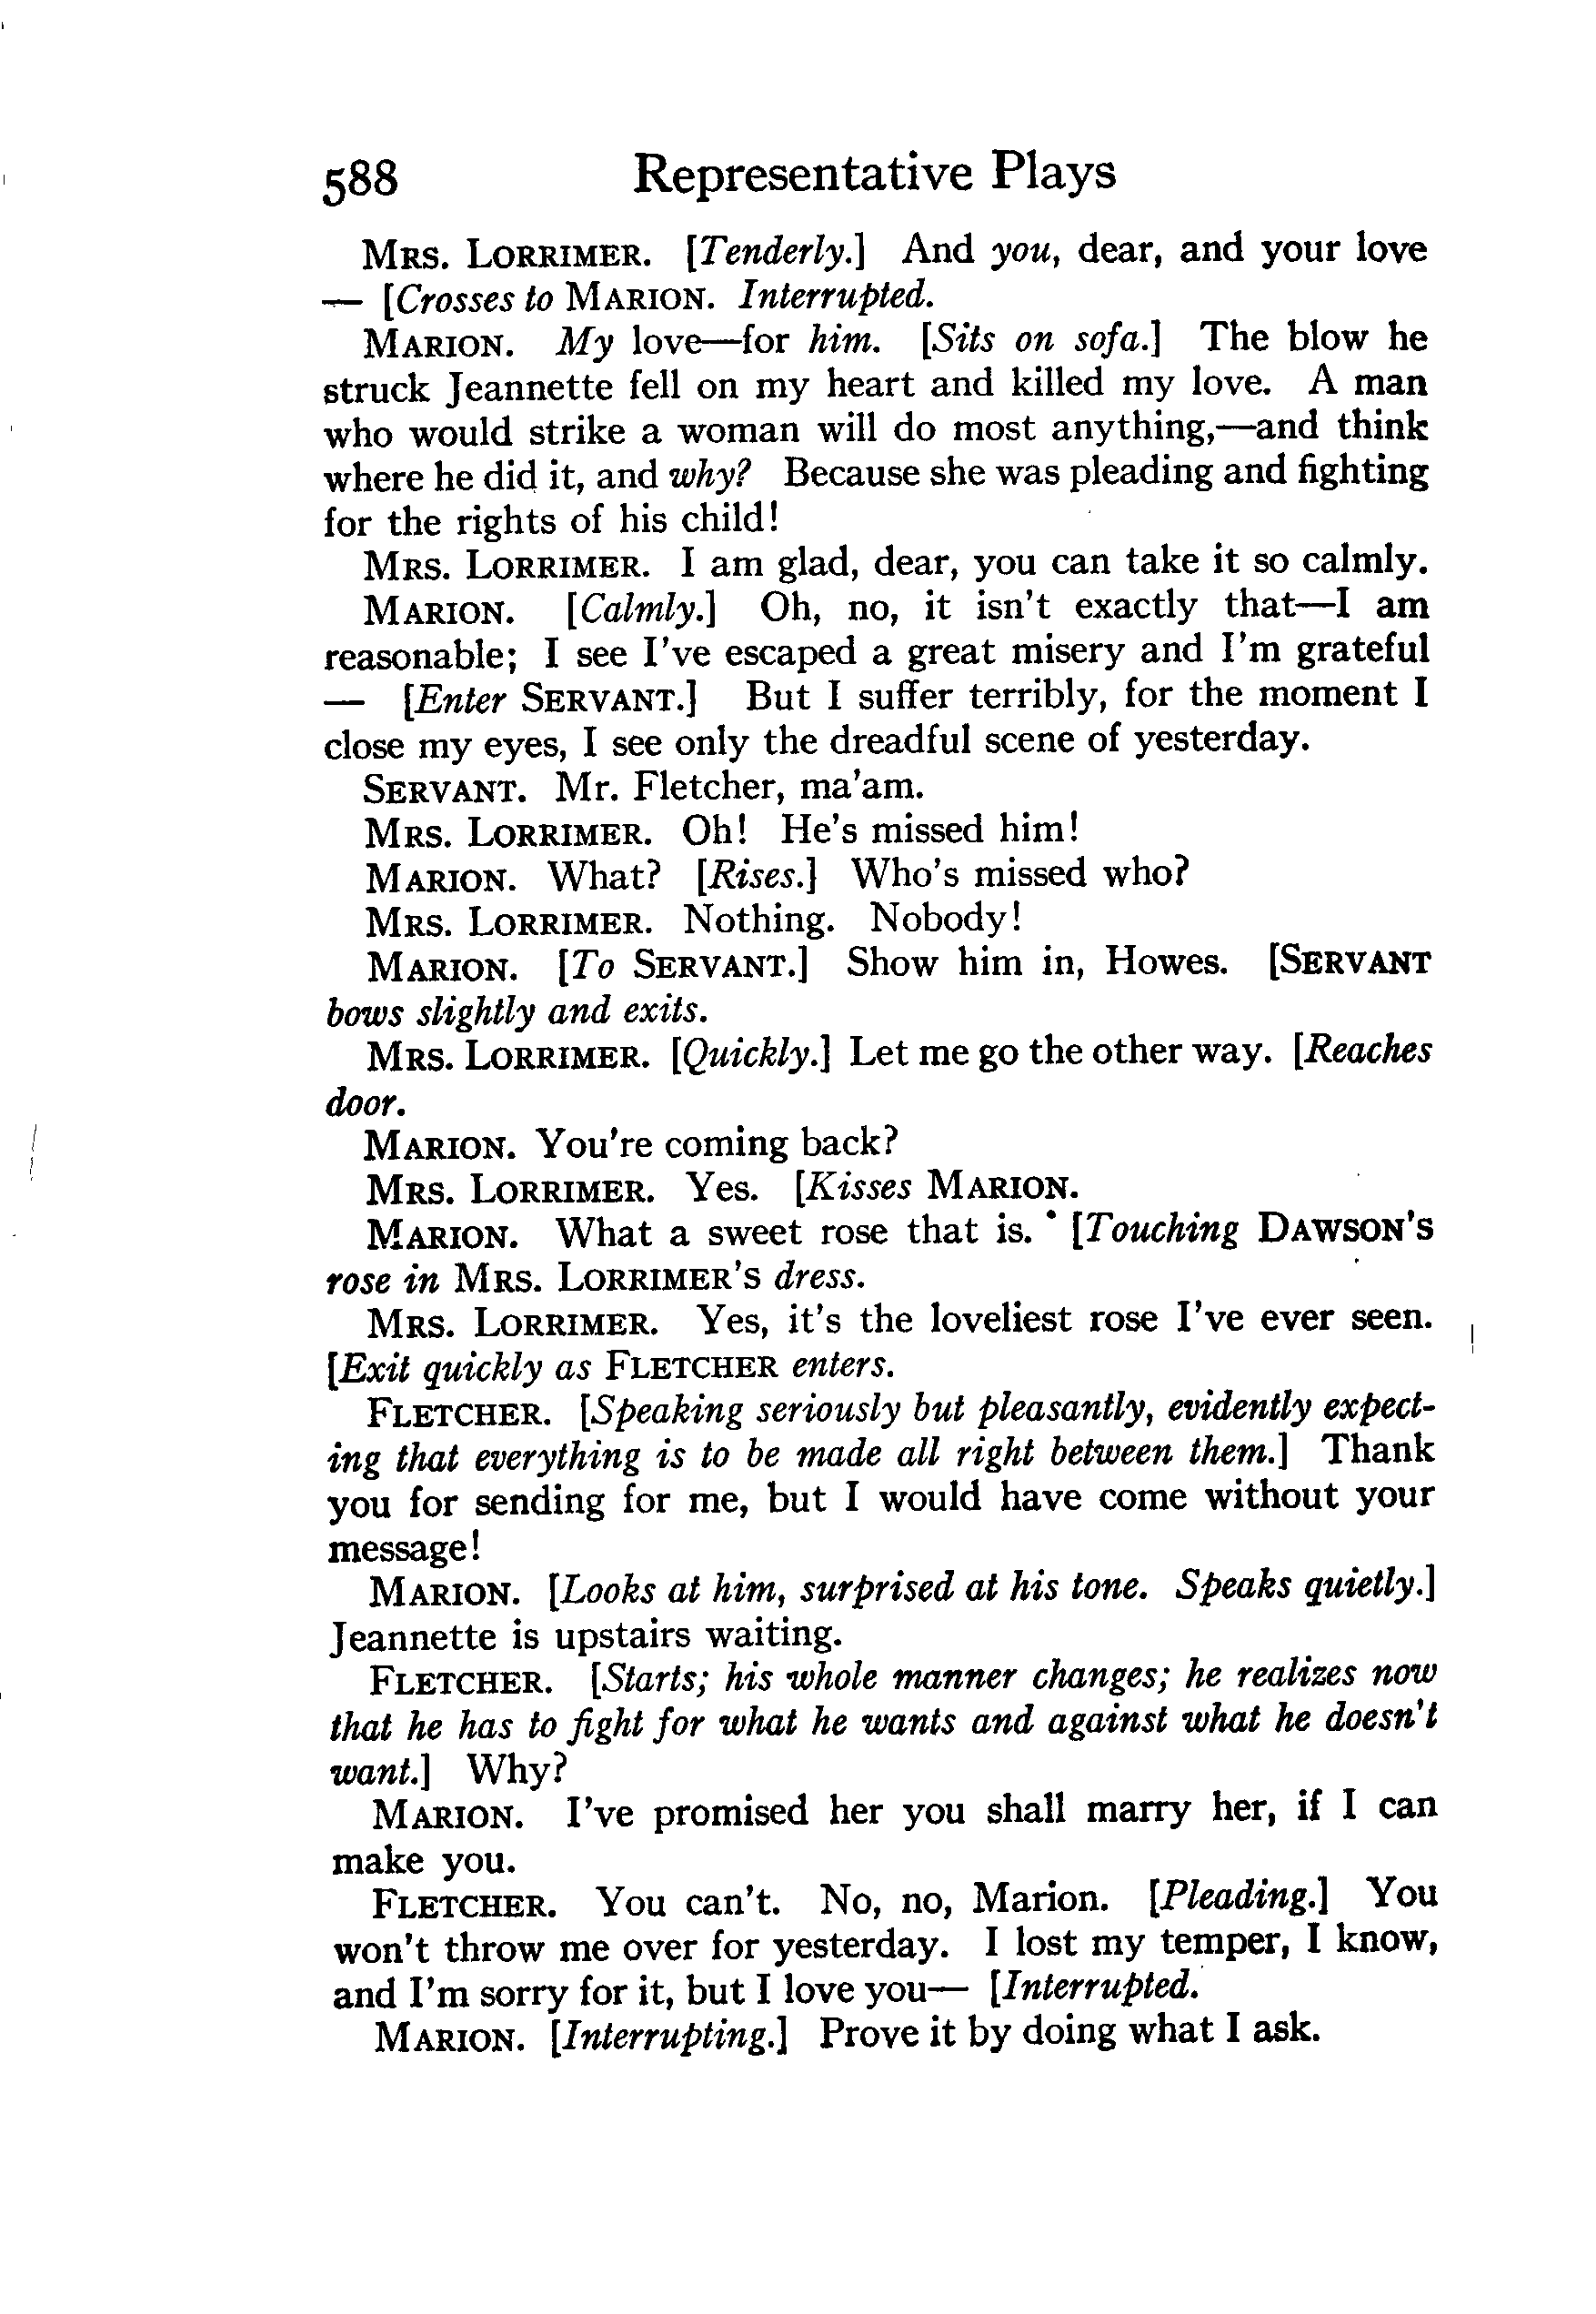 588 Representative Plays
MRS. LORRIMER. [Tenderly.] And you, dear, and your love
— [Crosses to MARION. Interrupted.
MARION. My love—for him. [Sits on sofa.] The blow he
struck Jeannette fell on my heart and killed my love. A man
who would strike a woman will do most anything,—and think
where he did it, and why? Because she was pleading and fighting
for the rights of his child!
MRS. LORRIMER. I am glad, dear, you can take it so calmly.
MARION. [Calmly.] Oh, no, it isn't exactly that—I am
reasonable; I see I've escaped a great misery and I'm grateful
— [Enter SERVANT.] But I suffer terribly, for the moment I
close my eyes, I see only the dreadful scene of yesterday.
SERVANT. Mr. Fletcher, ma'am.
MRS. LORRIMER. Oh! He's missed him!
MARION. What? [Rises.] Who's missed who?
MRS. LORRIMER. Nothing. Nobody!
MARION. [To SERVANT.] Show him in, Howes. [SERVANT
bows slightly and exits.
MRS. LORRIMER. [Quickly.] Let me go the other way. [Reaches
door.
MARION. You're coming back?
MRS. LORRIMER. Yes. [Kisses MARION.
MARION. What a sweet rose that is. [Touching DAWSON'S
rose in MRS. LORRIMER'S dress.
MRS. LORRIMER. Yes, it's the loveliest rose I've ever seen.
[Exit quickly as FLETCHER enters.
FLETCHER. [Speaking seriously but pleasantly, evidently expect-
ing that everything is to be made all right between them.] Thank
you for sending for me, but I would have come without your
message!
MARION. [Looks at him, surprised at his tone. Speaks quietly.]
Jeannette is upstairs waiting.
FLETCHER. [Starts; his whole manner changes; he realizes now
that he has to fight for what he wants and against what he doesn't
want.] Why?
MARION. I've promised her you shall marry her, if I can
make you.
FLETCHER. You can't. No, no, Marion. [Pleading.] You
won't throw me over for yesterday. I lost my temper, I know,
and I'm sorry for it, but I love you— [Interrupted.
MARION. [Interrupting.] Prove it by doing what I ask.